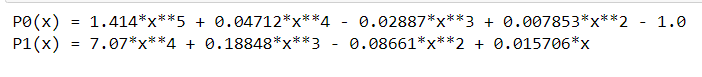 P0(x) = 1.414*x**5 + 0.04712*x**4 - 0.02887*x**3 + 0.007853*x**2 - 1.0
P1(x) = 7.07*x**4 + 0.18848*x**3 - 0.08661*x**2 + 0.015706*x